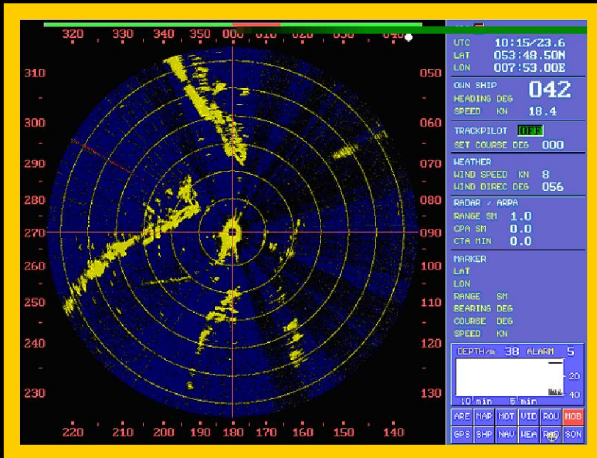 320 330 340 350 000 010 020 030 040
310 050
300 060
290 070
280 080
270 090
260 100
250 110
240 120
230 130
220 210 200 190 180 170 160 150 140
UTC 10:15/23.6
LAT 053:48.50N
LON 007:53.00E
OWN SHIP
HEADING DEG 042
SPEED KN 18.4
TRACKPILOT OFF
SET COURSE DEG 000
WEATHER
WIND SPEED KN 8
WIND DIREC DEG 056
RADAR / ARPA
RANGE SM 1.0
CPA SM 0.0
CTA MIN 0.0
MARKER
LAT
LON
RANGE SM
BEARING DEG
COURSE DEG
SPEED KN
DEPTH/m 38 ALARM 5
20
40
10 min 5 min
ARE MAP MOT VID ROU MOB
GPS SHP NAV WEA SON